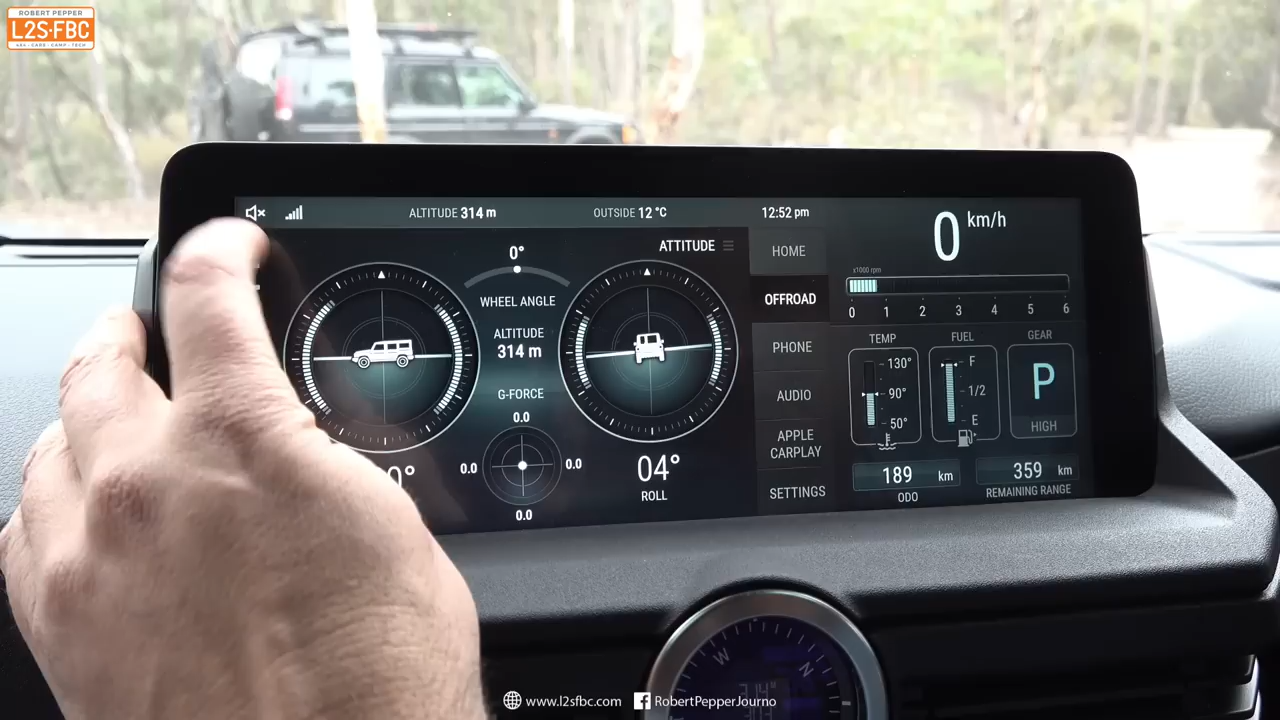 ROBERT PEPPER
L2S·FBC
4X4 · CARS · CAMP · TECH
ALTITUDE 314 m
OUTSIDE 12 °C
12:52 pm
0 km/h
x1000 rpm
0 1 2 3 4 5 6
0°
WHEEL ANGLE
ALTITUDE
314 m
G-FORCE
0.0
0.0
0.0
0.0
0°
ATTITUDE
04°
ROLL
HOME
OFFROAD
PHONE
AUDIO
APPLE
CARPLAY
SETTINGS
TEMP
130°
90°
50°
FUEL
F
1/2
E
GEAR
P
HIGH
189 km
ODO
359 km
REMAINING RANGE
W
N
www.l2sfbc.com
RobertPepperJourno